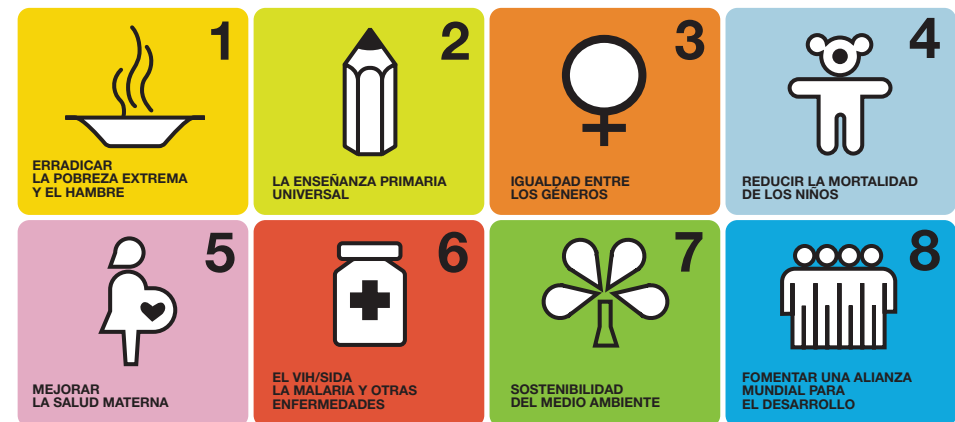 1
ERRADICAR
LA POBREZA EXTREMA
Y EL HAMBRE
2
LA ENSEÑANZA PRIMARIA
UNIVERSAL
3
IGUALDAD ENTRE
LOS GÉNEROS
4
REDUCIR LA MORTALIDAD
DE LOS NIÑOS
5
MEJORAR
LA SALUD MATERNA
6
EL VIH/SIDA
LA MALARIA Y OTRAS
ENFERMEDADES
7
SOSTENIBILIDAD
DEL MEDIO AMBIENTE
8
FOMENTAR UNA ALIANZA
MUNDIAL PARA
EL DESARROLLO